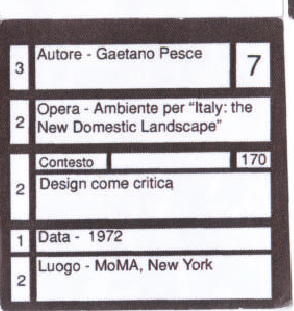 3 Autore - Gaetano Pesce 7
2 Opera - Ambiente per "Italy: the
New Domestic Landscape"
Contesto 170
2 Design come critica
1 Data - 1972
2 Luogo - MoMA, New York